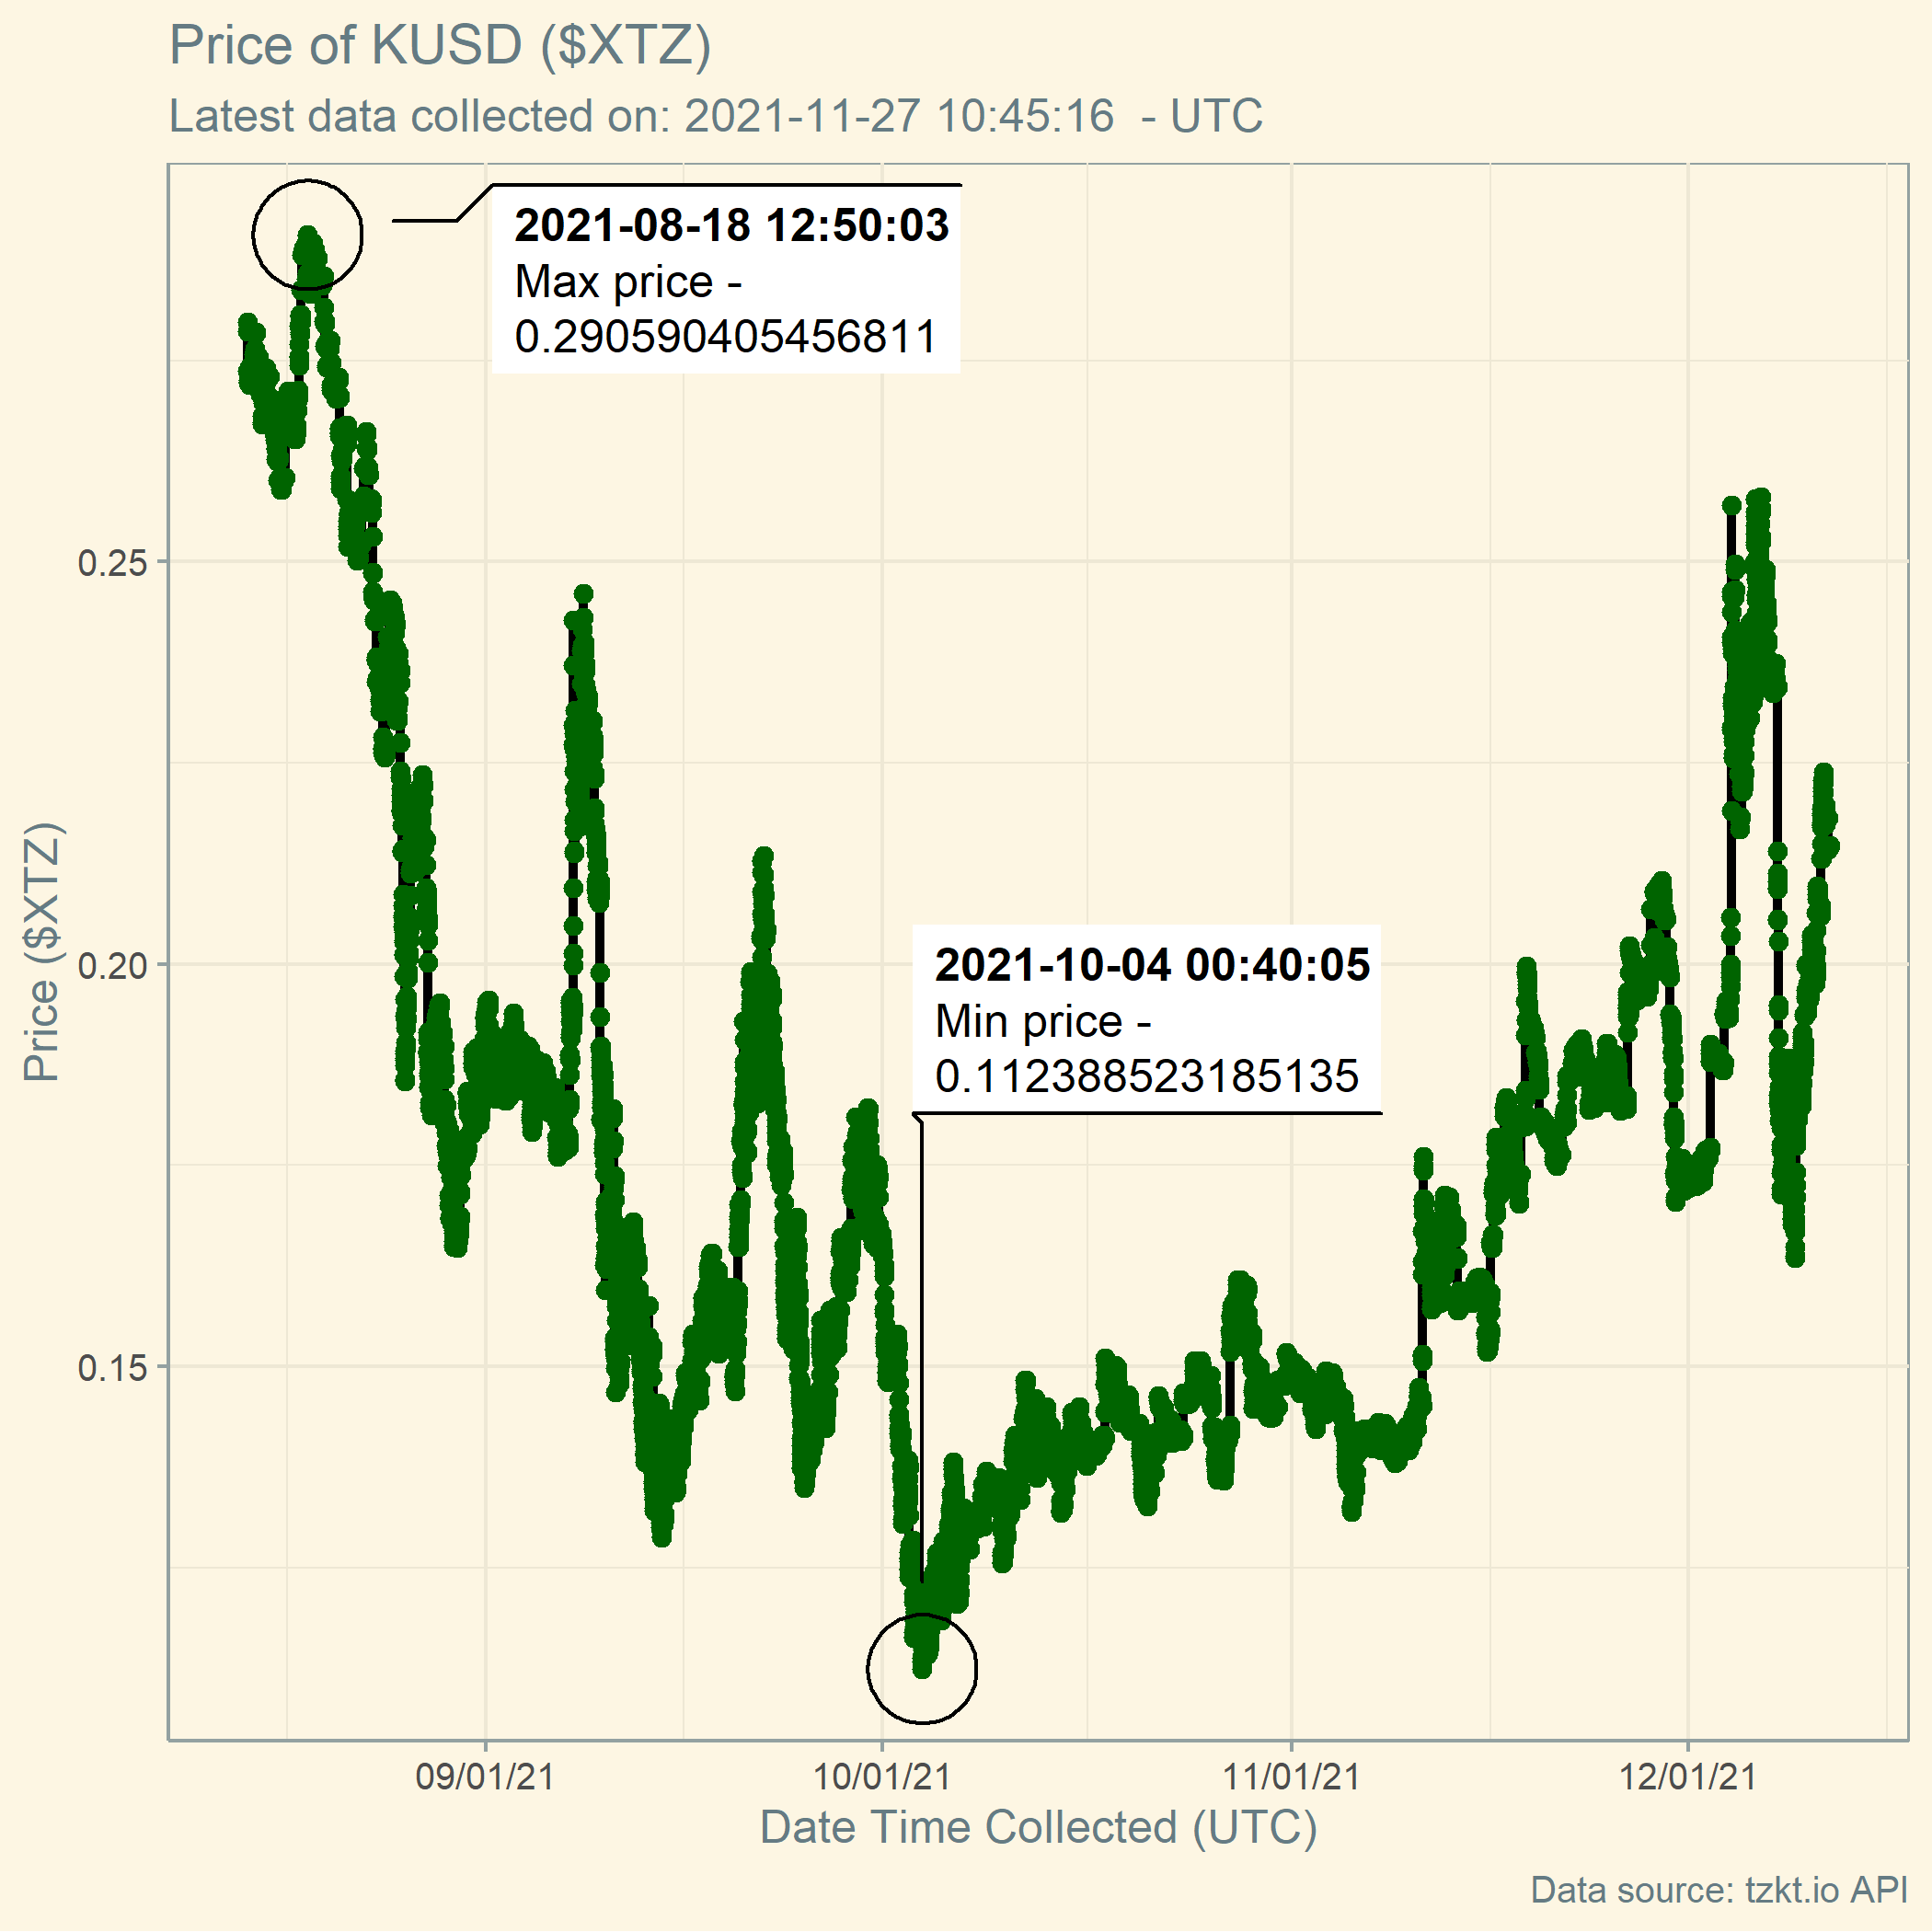 Price of KUSD ($XTZ)
Latest data collected on: 2021-11-27 10:45:16  - UTC
2021-08-18 12:50:03
Max price -
0.290590405456811
2021-10-04 00:40:05
Min price -
0.112388523185135
Price ($XTZ)
0.25
0.20
0.15
09/01/21
10/01/21
11/01/21
12/01/21
Date Time Collected (UTC)
Data source: tzkt.io API